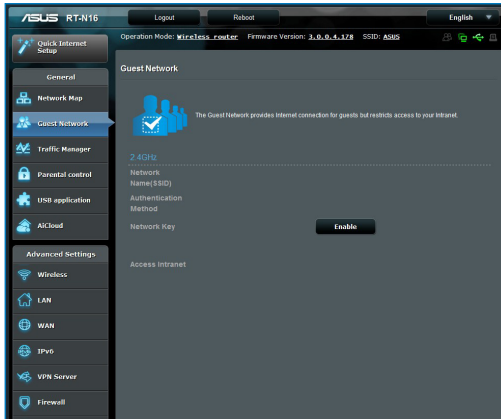 ASUS RT-N16
Logout
Reboot
English
Quick Internet
Setup
Operation Mode: Wireless router Firmware Version: 3.0.0.4.178 SSID: ASUS
General
Network Map
Guest Network
Traffic Manager
Parental control
USB application
AiCloud
Advanced Settings
Wireless
LAN
WAN
IPv6
VPN Server
Firewall
Guest Network
The Guest Network provides Internet connection for guests but restricts access to your Intranet.
2.4GHz
Network
Name(SSID)
Authentication
Method
Network Key
Enable
Access Intranet